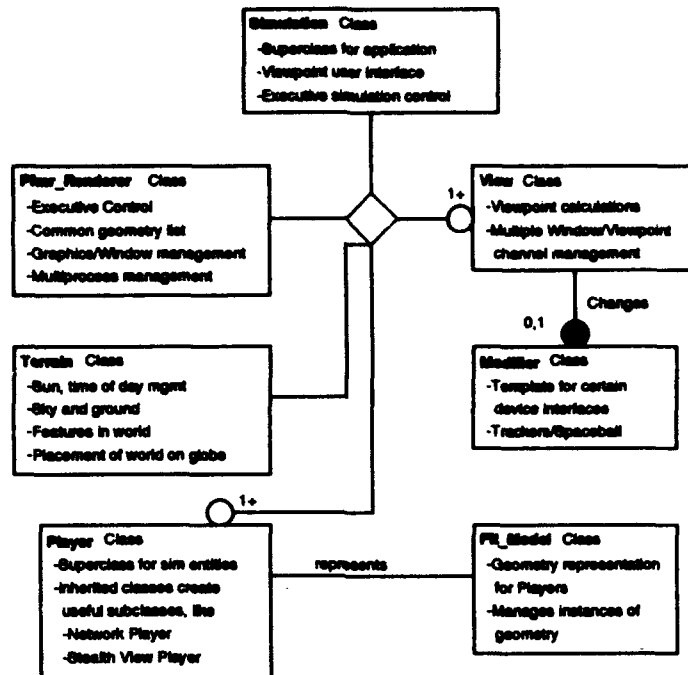 Simulation Class
-Superclass for application
-Viewpoint user interface
-Executive simulation control
Pfmr_Renderer Class
-Executive Control
-Common geometry list
-Graphics/Window management
-Multiprocess management
1+
View Class
-Viewpoint calculations
-Multiple Window/Viewpoint
channel management
Changes
0,1
Terrain Class
-Sun, time of day mgmt
-Sky and ground
-Features in world
-Placement of world on globe
Modifier Class
-Template for certain
device interfaces
-Trackers/Spaceball
1+
Player Class
-Superclass for sim entities
-Inherited classes create
useful subclasses, like
-Network Player
-Stealth View Player
represents
Class
-Geometry representation
for Players
-Manages instances of
geometry